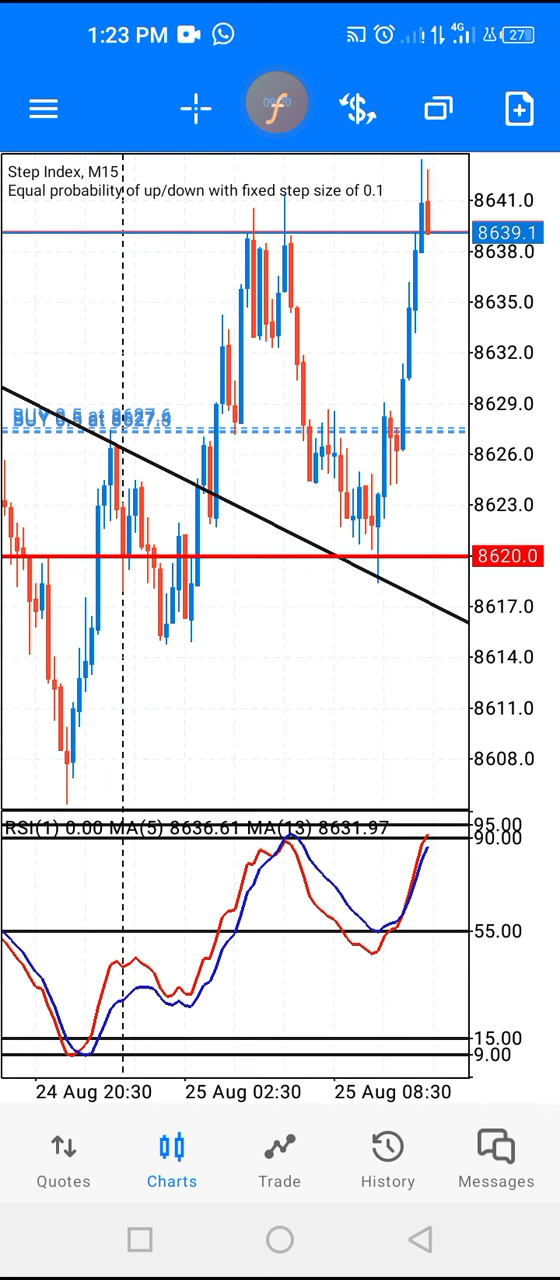 1:23 PM 4G 27
f
Step Index, M15
Equal probability of up/down with fixed step size of 0.1
8641.0
8639.1
8638.0
8635.0
8632.0
8629.0
BUY 0.5 at 8627.6
8626.0
8623.0
8620.0
8617.0
8614.0
8611.0
8608.0
RSI(1) 0.00 MA(5) 8636.61 MA(13) 8631.97
95.00
90.00
55.00
15.00
9.00
24 Aug 20:30 25 Aug 02:30 25 Aug 08:30
Quotes Charts Trade History Messages